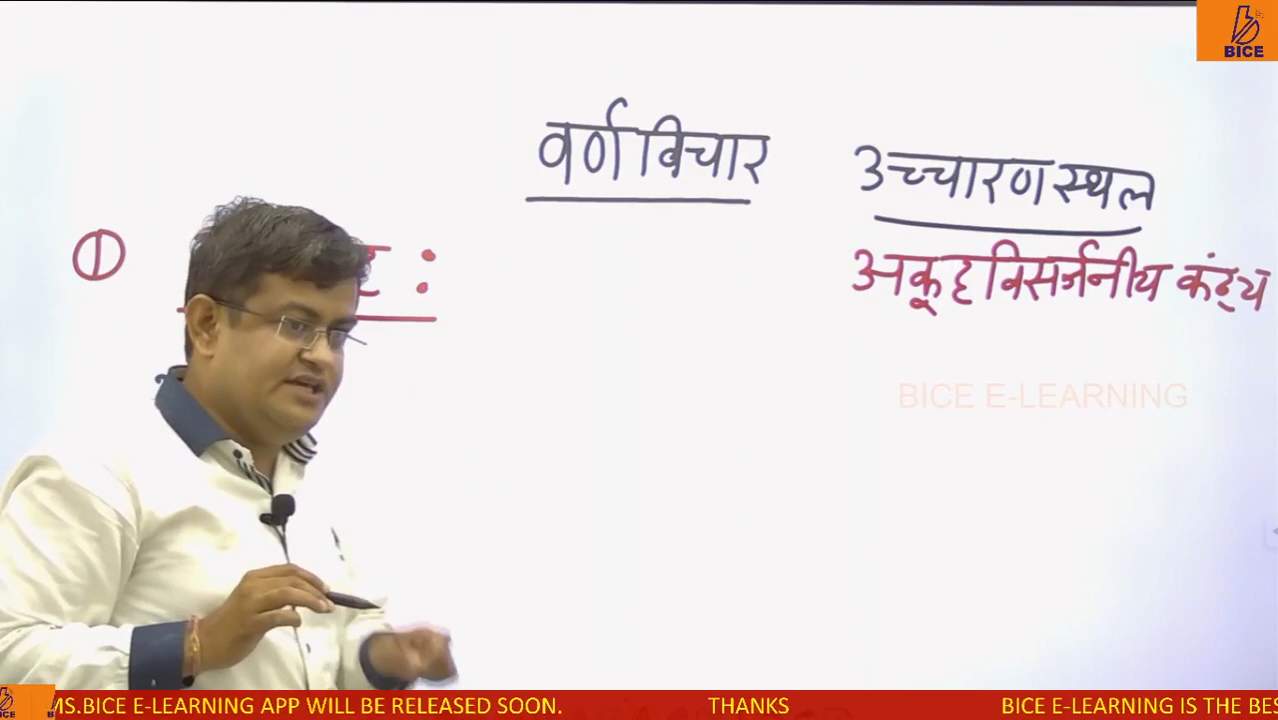 BICE
वर्ण विचार
उच्चारण स्थल
① :
अकूह विसर्जनीय कंठ्य
BICE E-LEARNING
MS.BICE E-LEARNING APP WILL BE RELEASED SOON. THANKS BICE E-LEARNING IS THE BES